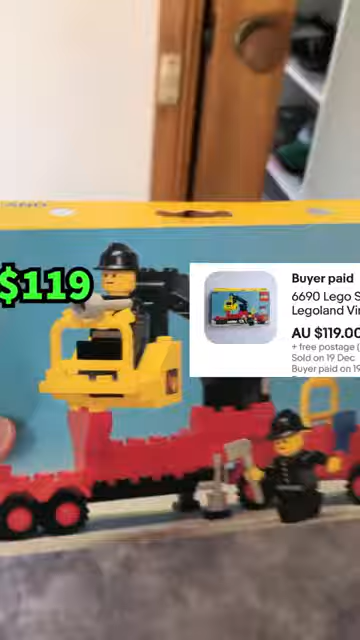 $119
Buyer paid
6690 Lego S
Legoland Vi
AU $119.00
+ free postage (
Sold on 19 Dec
Buyer paid on 19